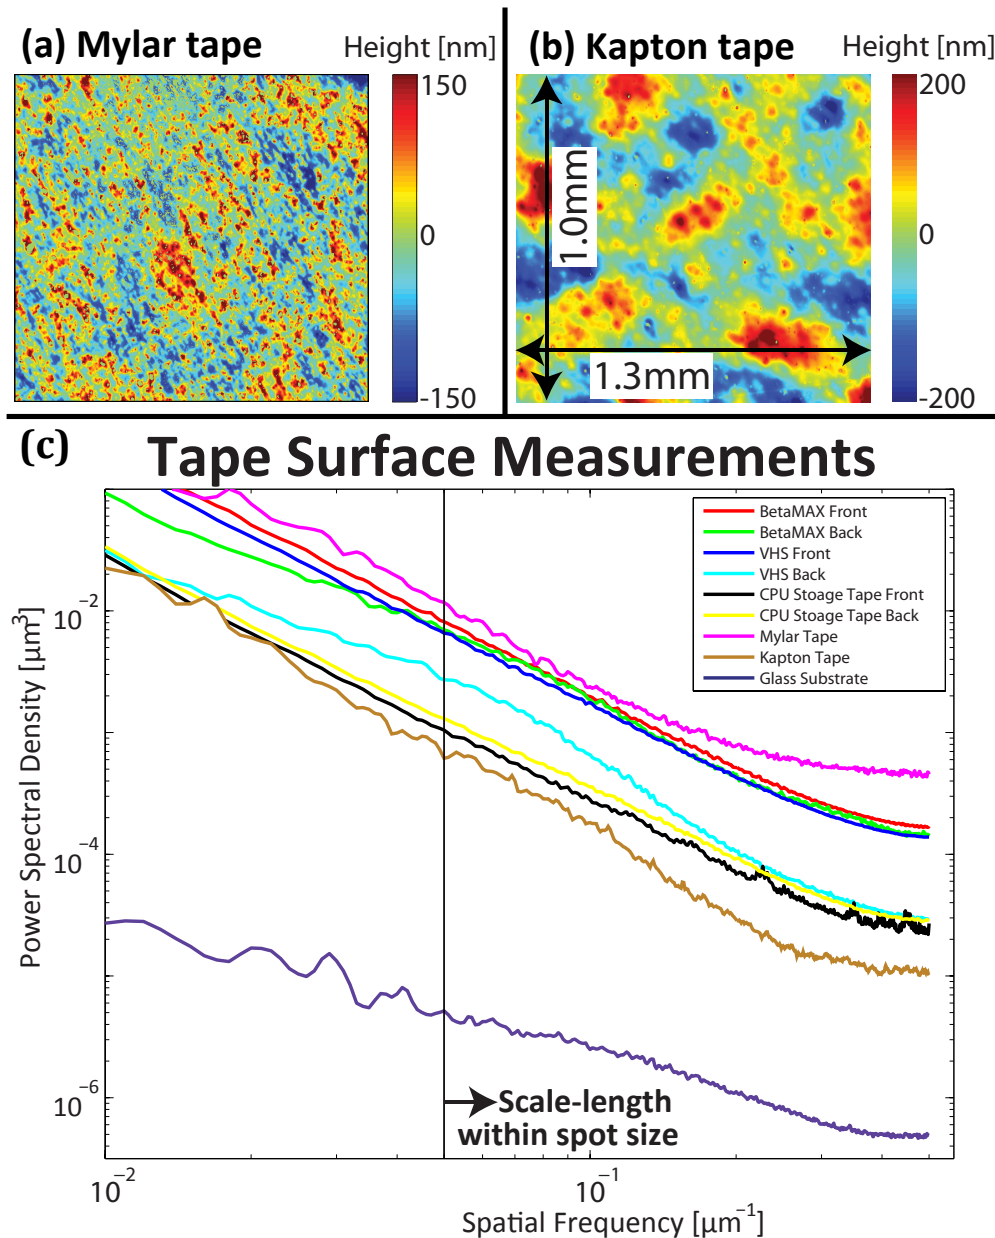 (a) Mylar tape
Height [nm]
150
0
-150
(b) Kapton tape
Height [nm]
200
0
-200
1.0mm
1.3mm
(c)
Tape Surface Measurements
BetaMAX Front
BetaMAX Back
VHS Front
VHS Back
CPU Stoage Tape Front
CPU Stoage Tape Back
Mylar Tape
Kapton Tape
Glass Substrate
Power Spectral Density [μm³]
10⁻²
10⁻⁴
10⁻⁶
Scale-length
within spot size
10⁻²
10⁻¹
Spatial Frequency [μm⁻¹]